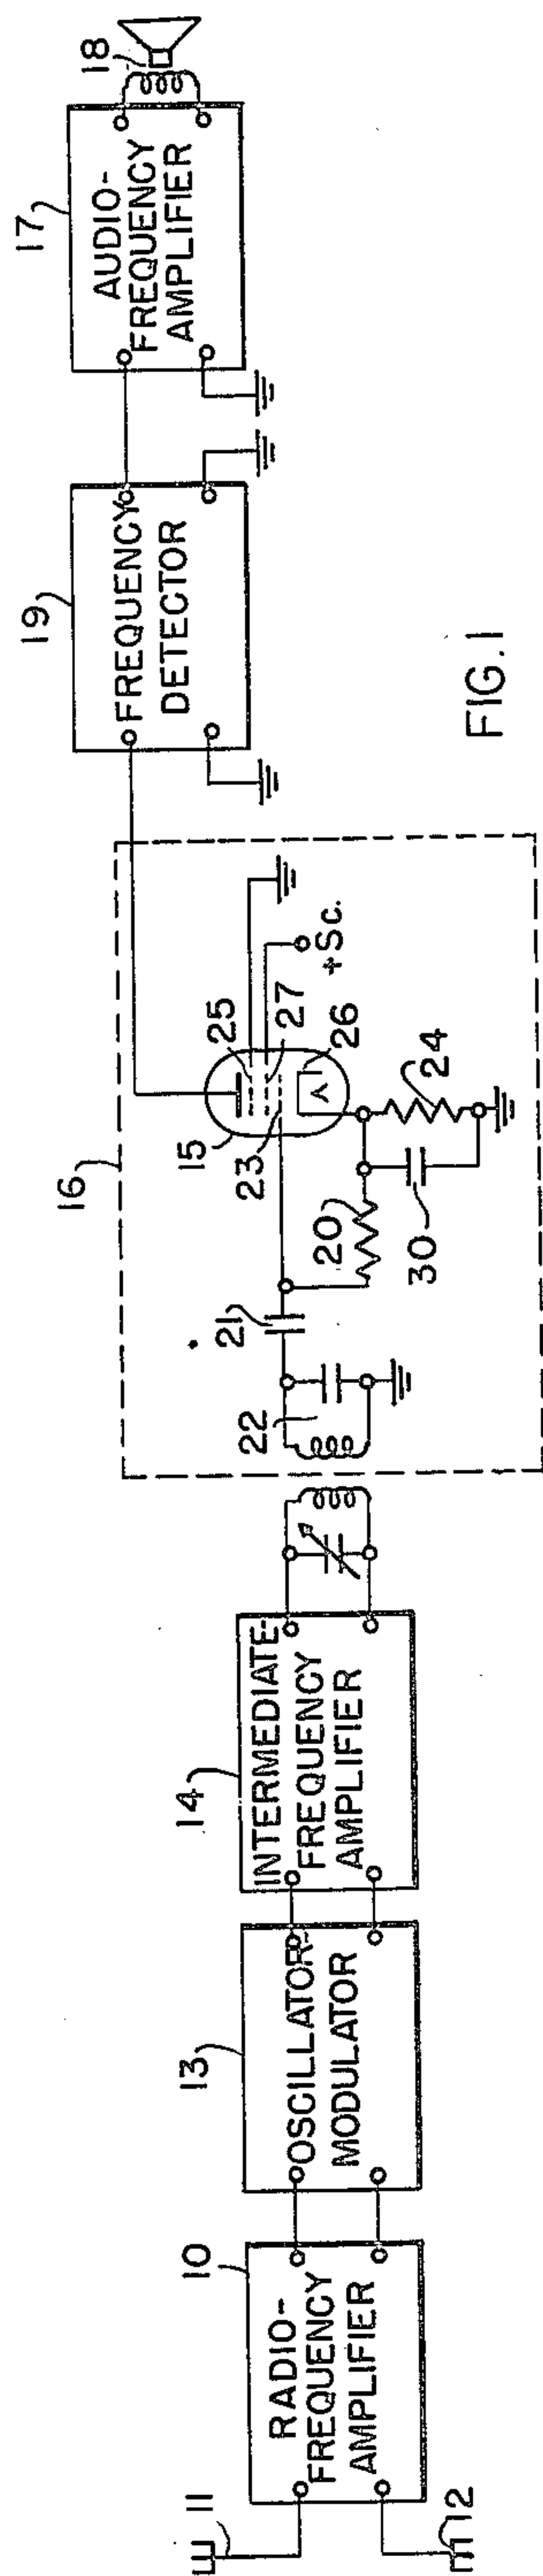 10
RADIO-
FREQUENCY
AMPLIFIER
11
12
13
OSCILLATOR-
MODULATOR
14
INTERMEDIATE-
FREQUENCY
AMPLIFIER
16
22
21
20
30
24
15
23
25
27
26
+Sc.
19
FREQUENCY
DETECTOR
17
AUDIO-
FREQUENCY
AMPLIFIER
18
FIG.1